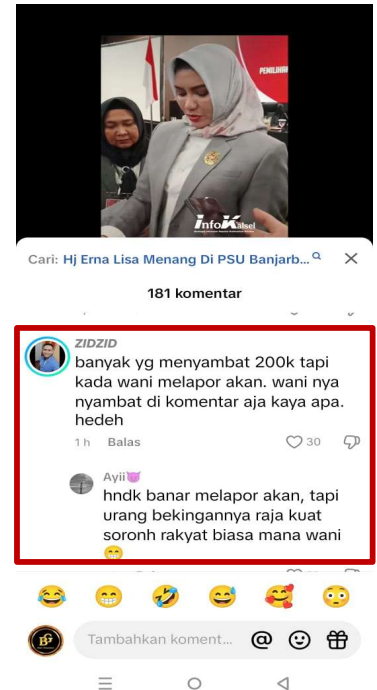 PEMILIHAN
InfoKalsel
Cari: Hj Erna Lisa Menang Di PSU Banjarb...
181 komentar
ZIDZID
banyak yg menyambat 200k tapi
kada wani melapor akan. wani nya
nyambat di komentar aja kaya apa.
hedeh
1 h Balas 30
Ayii😈
hndk banar melapor akan, tapi
urang bekingannya raja kuat
soronh rakyat biasa mana wani
😁
😂 😁 🤣 😅 🥰 😳
Tambahkan koment... @